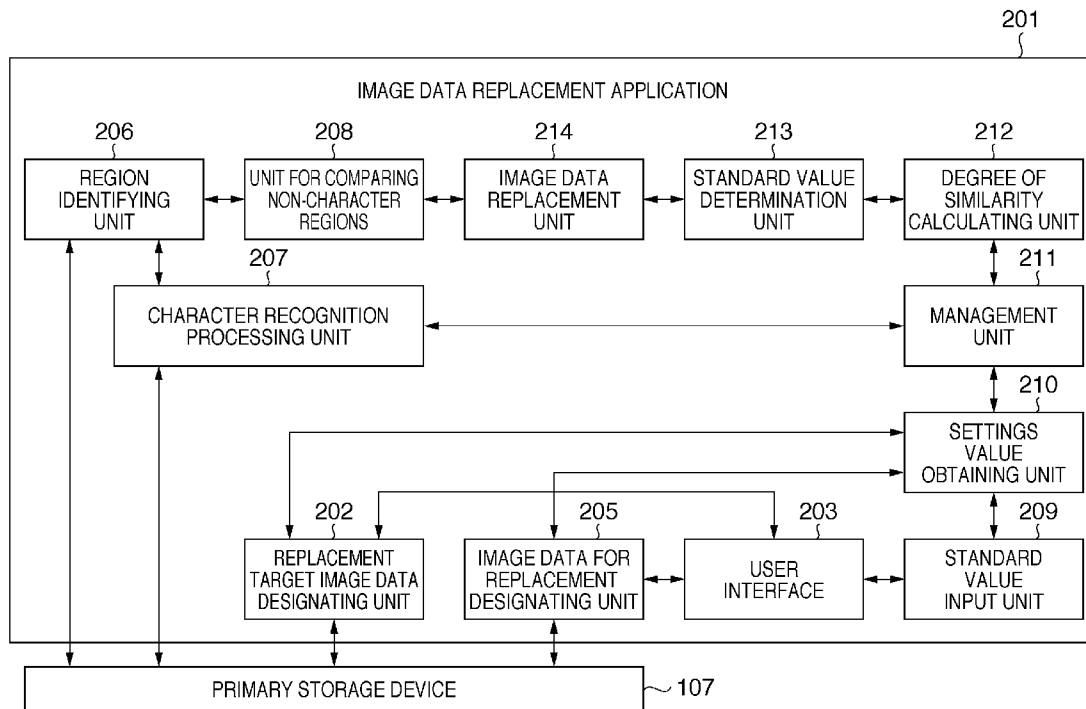 201
IMAGE DATA REPLACEMENT APPLICATION
206
208
214
213
212
REGION
IDENTIFYING
UNIT
UNIT FOR COMPARING
NON-CHARACTER
REGIONS
IMAGE DATA
REPLACEMENT
UNIT
STANDARD VALUE
DETERMINATION
UNIT
DEGREE OF
SIMILARITY
CALCULATING UNIT
207
211
CHARACTER RECOGNITION
PROCESSING UNIT
MANAGEMENT
UNIT
210
SETTINGS
VALUE
OBTAINING UNIT
202
205
203
209
REPLACEMENT
TARGET IMAGE DATA
DESIGNATING UNIT
IMAGE DATA FOR
REPLACEMENT
DESIGNATING UNIT
USER
INTERFACE
STANDARD
VALUE
INPUT UNIT
PRIMARY STORAGE DEVICE
107